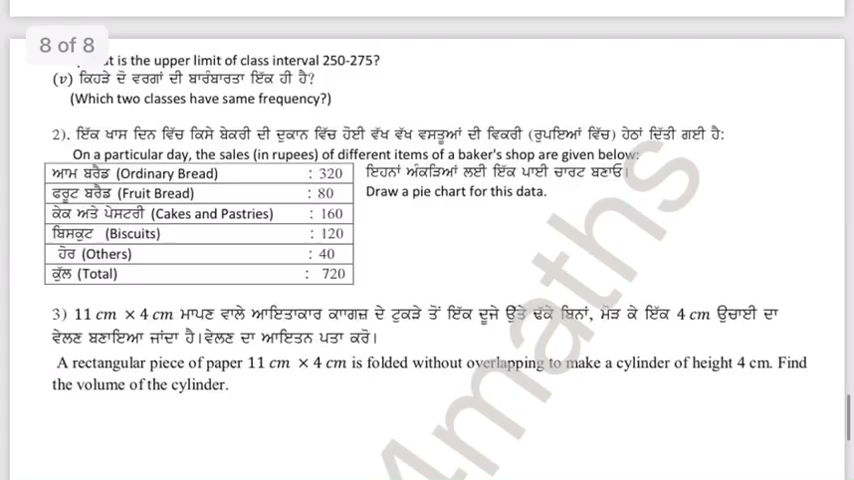 8 of 8
t is the upper limit of class interval 250-275?
(v) ਕਿਹੜੇ ਦੋ ਵਰਗਾਂ ਦੀ ਬਾਰੰਬਾਰਤਾ ਇੱਕ ਹੀ ਹੈ?
(Which two classes have same frequency?)
2). ਇੱਕ ਖਾਸ ਦਿਨ ਵਿੱਚ ਕਿਸੇ ਬੇਕਰੀ ਦੀ ਦੁਕਾਨ ਵਿੱਚ ਹੋਈ ਵੱਖ ਵੱਖ ਵਸਤੂਆਂ ਦੀ ਵਿਕਰੀ (ਰੁਪਇਆਂ ਵਿੱਚ) ਹੇਠਾਂ ਦਿੱਤੀ ਗਈ ਹੈ:
On a particular day, the sales (in rupees) of different items of a baker's shop are given below:
ਆਮ ਬਰੈਡ (Ordinary Bread) : 320
ਫਰੂਟ ਬਰੈਡ (Fruit Bread) : 80
ਕੇਕ ਅਤੇ ਪੇਸਟਰੀ (Cakes and Pastries) : 160
ਬਿਸਕੁਟ (Biscuits) : 120
ਹੋਰ (Others) : 40
ਕੁੱਲ (Total) : 720
ਇਹਨਾਂ ਅੰਕੜਿਆਂ ਲਈ ਇੱਕ ਪਾਈ ਚਾਰਟ ਬਣਾਓ।
Draw a pie chart for this data.
3) 11 cm × 4 cm ਮਾਪਣ ਵਾਲੇ ਆਇਤਾਕਾਰ ਕਾਗਜ਼ ਦੇ ਟੁਕੜੇ ਤੋਂ ਇੱਕ ਦੂਜੇ ਉੱਤੇ ਢੱਕੇ ਬਿਨਾਂ, ਮੋੜ ਕੇ ਇੱਕ 4 cm ਉਚਾਈ ਦਾ
ਵੇਲਣ ਬਣਾਇਆ ਜਾਂਦਾ ਹੈ।ਵੇਲਣ ਦਾ ਆਇਤਨ ਪਤਾ ਕਰੋ।
A rectangular piece of paper 11 cm × 4 cm is folded without overlapping to make a cylinder of height 4 cm. Find
the volume of the cylinder.
4maths